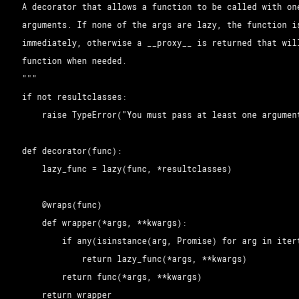 A decorator that allows a function to be called with one
arguments. If none of the args are lazy, the function is
immediately, otherwise a __proxy__ is returned that will
function when needed.
"""
if not resultclasses:
raise TypeError("You must pass at least one argument
def decorator(func):
lazy_func = lazy(func, *resultclasses)
@wraps(func)
def wrapper(*args, **kwargs):
if any(isinstance(arg, Promise) for arg in itert
return lazy_func(*args, **kwargs)
return func(*args, **kwargs)
return wrapper